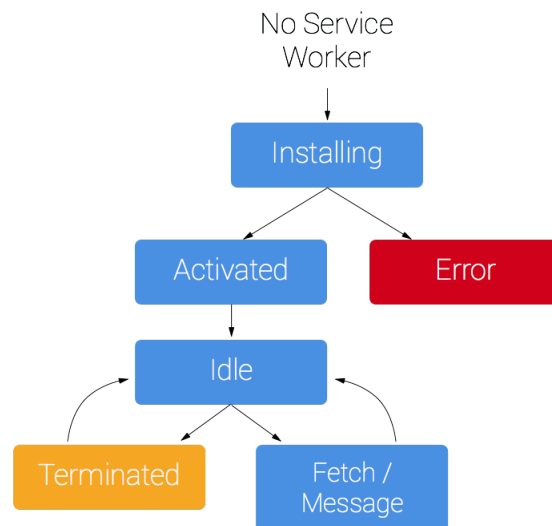 No Service
Worker
Installing
Activated
Error
Idle
Terminated
Fetch /
Message